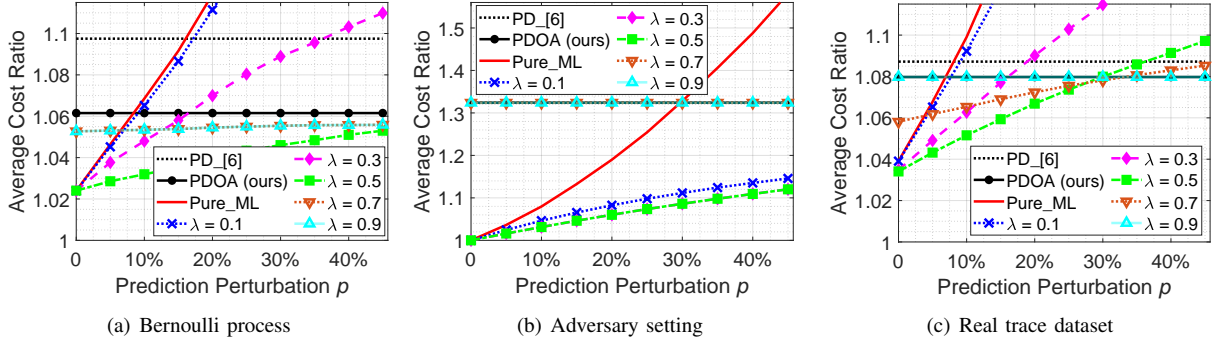 Average Cost Ratio
1.1
1.08
1.06
1.04
1.02
1
0 10% 20% 30% 40%
Prediction Perturbation p
PD_[6]
PDOA (ours)
Pure_ML
λ = 0.1
λ = 0.3
λ = 0.5
λ = 0.7
λ = 0.9
(a) Bernoulli process
Average Cost Ratio
1.5
1.4
1.3
1.2
1.1
1
0 10% 20% 30% 40%
Prediction Perturbation p
PD_[6]
PDOA (ours)
Pure_ML
λ = 0.1
λ = 0.3
λ = 0.5
λ = 0.7
λ = 0.9
(b) Adversary setting
Average Cost Ratio
1.1
1.08
1.06
1.04
1.02
1
0 10% 20% 30% 40%
Prediction Perturbation p
PD_[6]
PDOA (ours)
Pure_ML
λ = 0.1
λ = 0.3
λ = 0.5
λ = 0.7
λ = 0.9
(c) Real trace dataset